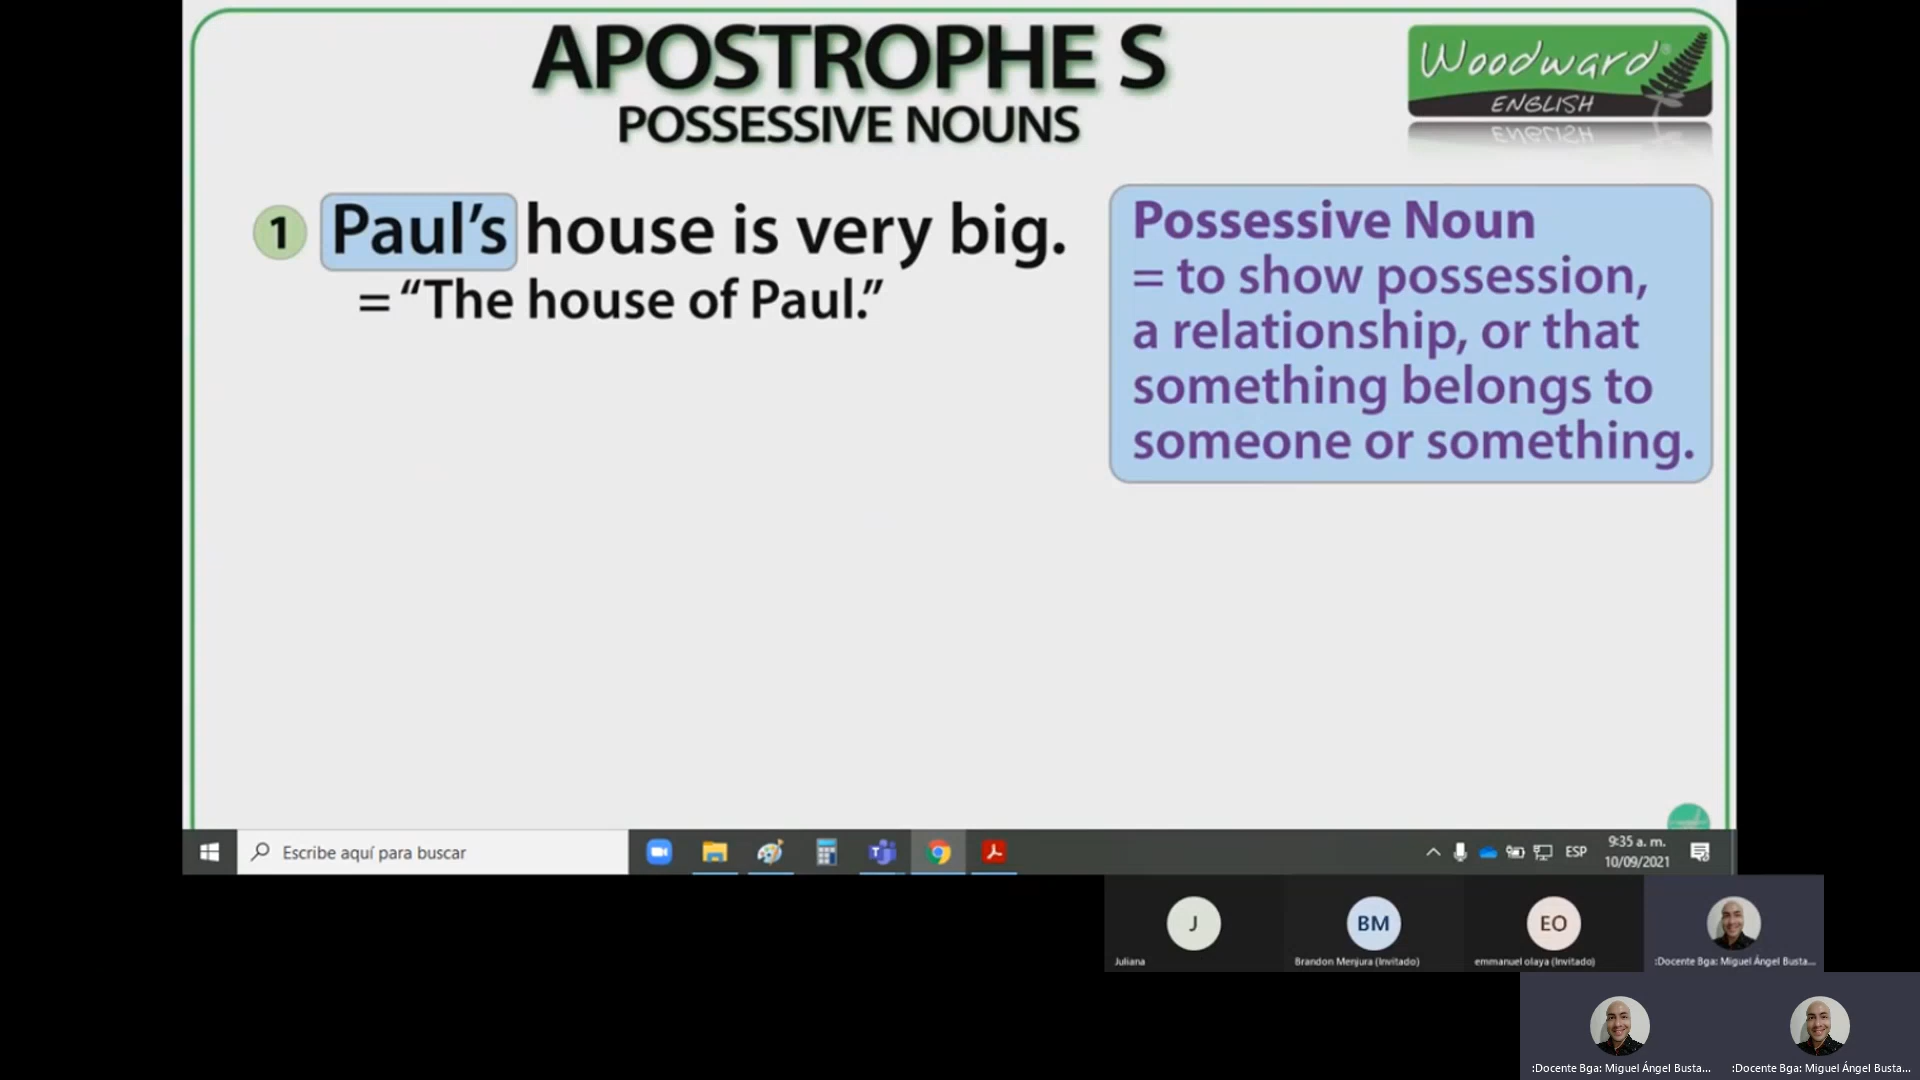 APOSTROPHE S
POSSESSIVE NOUNS
Woodward®
ENGLISH
1 Paul’s house is very big.
= “The house of Paul.”
Possessive Noun
= to show possession,
a relationship, or that
something belongs to
someone or something.
Escribe aquí para buscar
ESP
9:35 a. m.
10/09/2021
J
Juliana
BM
Brandon Menjura (Invitado)
EO
emmanuel olaya (Invitado)
:Docente Bga: Miguel Ángel Busta...
:Docente Bga: Miguel Ángel Busta...
:Docente Bga: Miguel Ángel Busta...